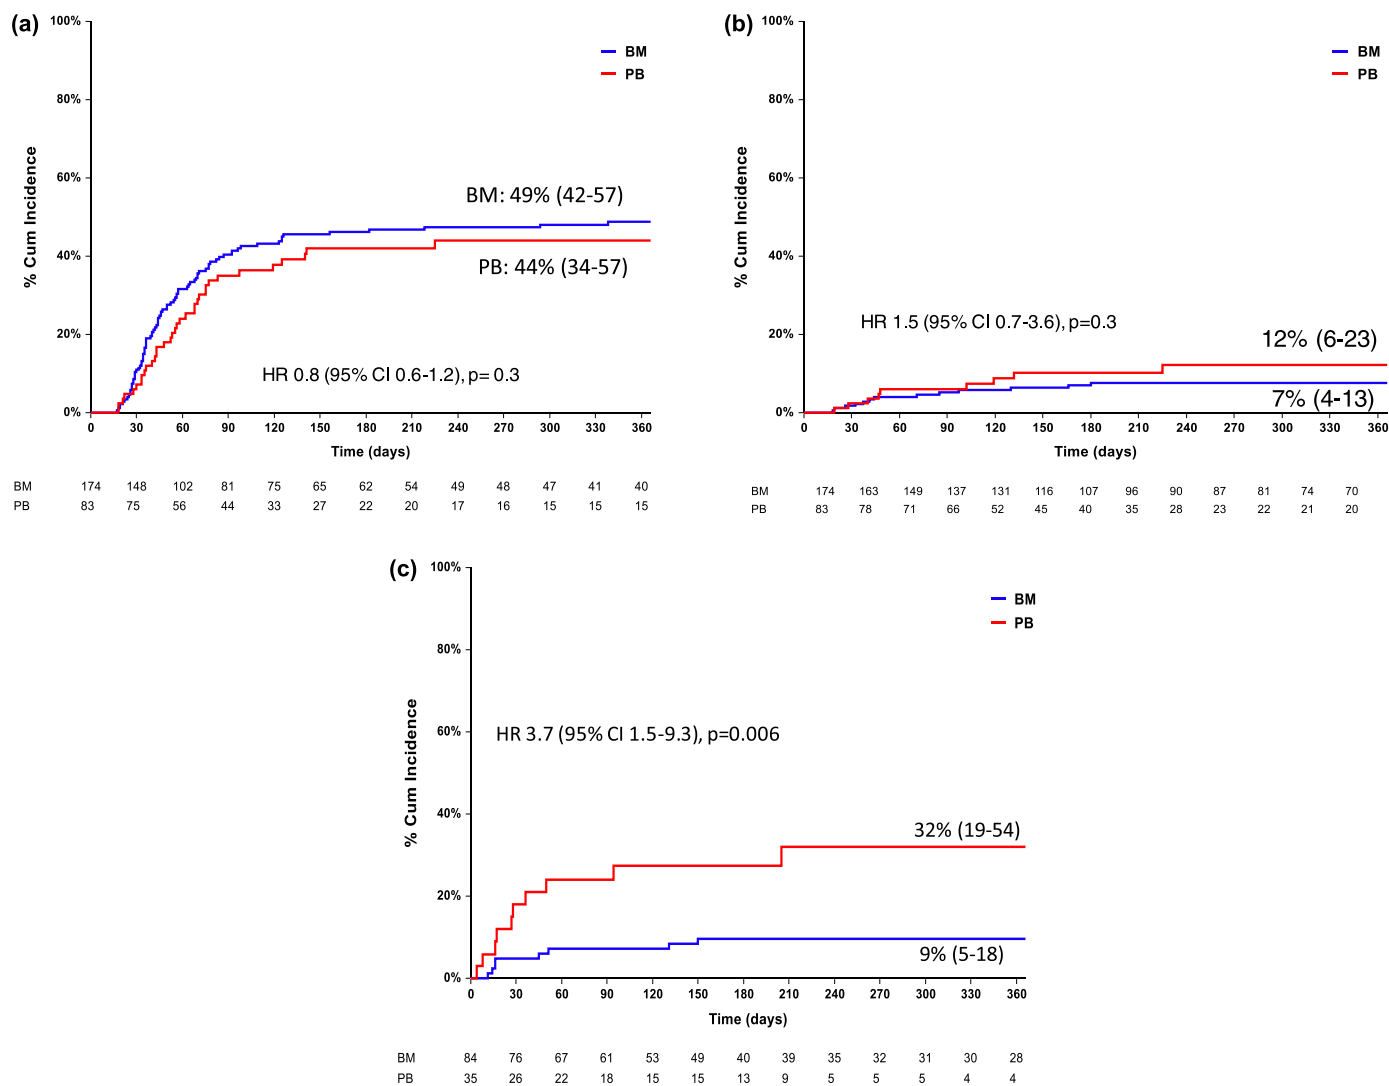 (a)
100%
80%
60%
40%
20%
0%
% Cum Incidence
BM
PB
BM: 49% (42-57)
PB: 44% (34-57)
HR 0.8 (95% CI 0.6-1.2), p= 0.3
0 30 60 90 120 150 180 210 240 270 300 330 360
Time (days)
BM 174 148 102 81 75 65 62 54 49 48 47 41 40
PB 83 75 56 44 33 27 22 20 17 16 15 15 15
(b)
100%
80%
60%
40%
20%
0%
% Cum Incidence
BM
PB
HR 1.5 (95% CI 0.7-3.6), p=0.3
12% (6-23)
7% (4-13)
0 30 60 90 120 150 180 210 240 270 300 330 360
Time (days)
BM 174 163 149 137 131 116 107 96 90 87 81 74 70
PB 83 78 71 66 52 45 40 35 28 23 22 21 20
(c)
100%
80%
60%
40%
20%
0%
% Cum Incidence
BM
PB
HR 3.7 (95% CI 1.5-9.3), p=0.006
32% (19-54)
9% (5-18)
0 30 60 90 120 150 180 210 240 270 300 330 360
Time (days)
BM 84 76 67 61 53 49 40 39 35 32 31 30 28
PB 35 26 22 18 15 15 13 9 5 5 5 4 4